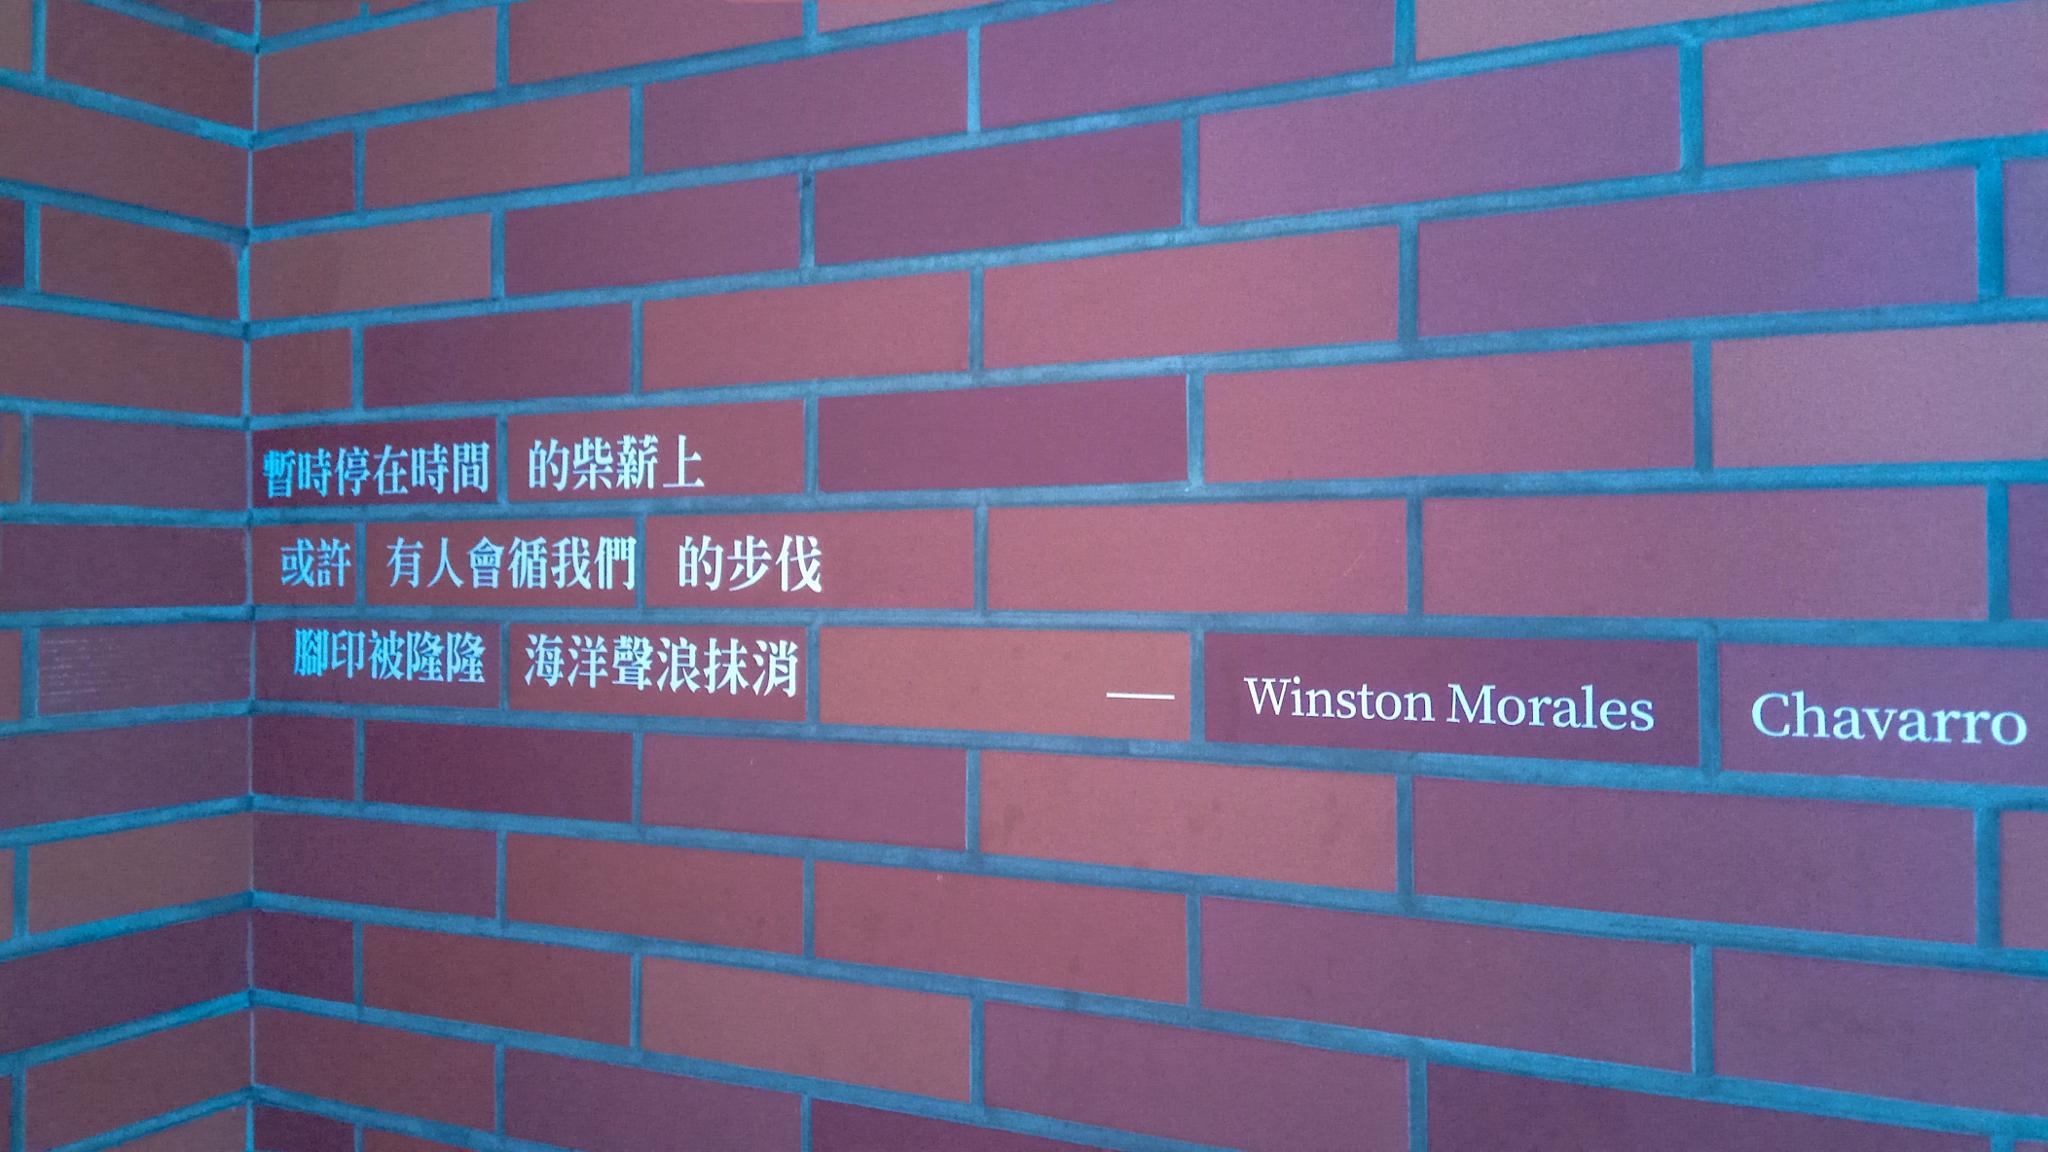 暫時停在時間 的柴薪上
或許 有人會循我們 的步伐
腳印被隆隆 海洋聲浪抹消 — Winston Morales Chavarro